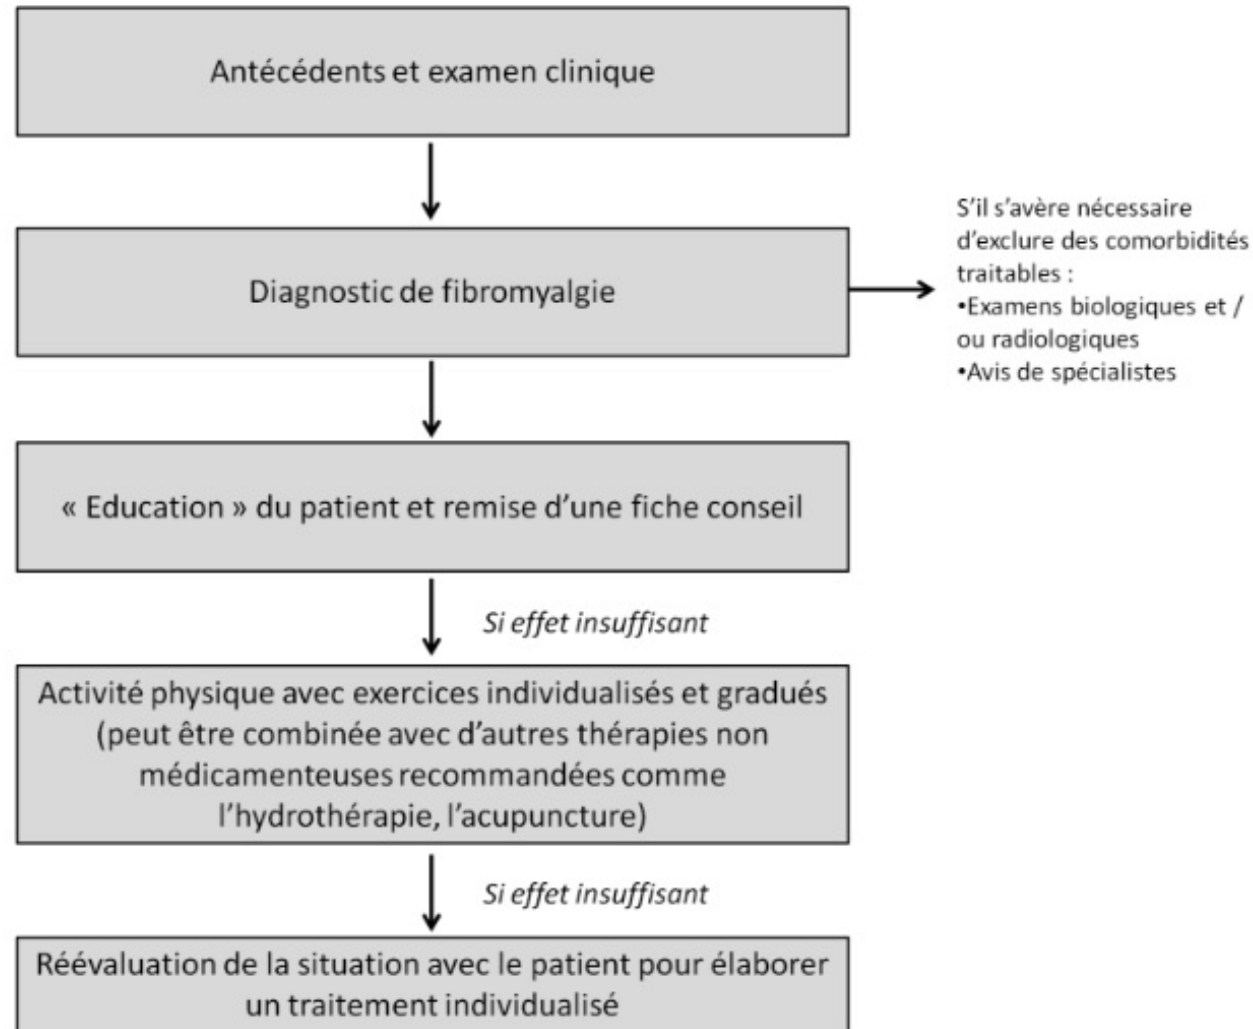 Antécédents et examen clinique
S'il s'avère nécessaire
d'exclure des comorbidités
traitables :
•Examens biologiques et /
ou radiologiques
•Avis de spécialistes
Diagnostic de fibromyalgie
« Education » du patient et remise d'une fiche conseil
Si effet insuffisant
Activité physique avec exercices individualisés et gradués
(peut être combinée avec d'autres thérapies non
médicamenteuses recommandées comme
l'hydrothérapie, l'acupuncture)
Si effet insuffisant
Réévaluation de la situation avec le patient pour élaborer
un traitement individualisé